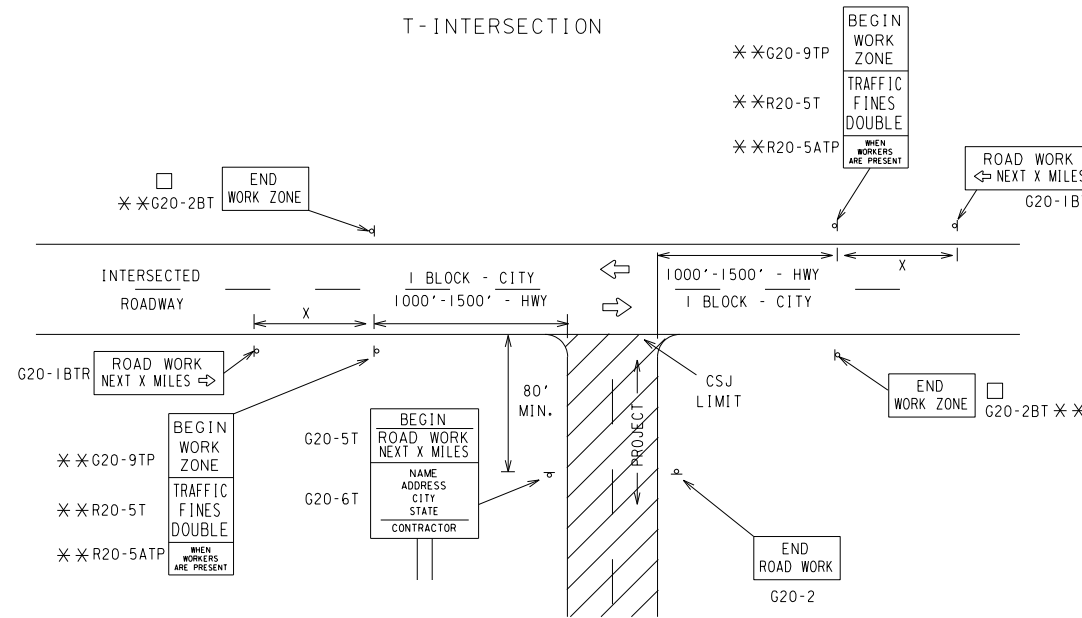 T-INTERSECTION
BEGIN
WORK
ZONE
✳✳G20-9TP
TRAFFIC
FINES
DOUBLE
✳✳R20-5T
WHEN
WORKERS
ARE PRESENT
✳✳R20-5ATP
ROAD WORK
⇦ NEXT X MILES
G20-1B
END
WORK ZONE
□
✳✳G20-2BT
INTERSECTED
ROADWAY
1 BLOCK - CITY
1000'-1500' - HWY
1000'-1500' - HWY
1 BLOCK - CITY
X
X
G20-1BTR
ROAD WORK
NEXT X MILES ⇨
80'
MIN.
CSJ
LIMIT
PROJECT
END
WORK ZONE
□
G20-2BT ✳✳
BEGIN
WORK
ZONE
✳✳G20-9TP
TRAFFIC
FINES
DOUBLE
✳✳R20-5T
WHEN
WORKERS
ARE PRESENT
✳✳R20-5ATP
G20-5T
BEGIN
ROAD WORK
NEXT X MILES
G20-6T
NAME
ADDRESS
CITY
STATE
CONTRACTOR
END
ROAD WORK
G20-2